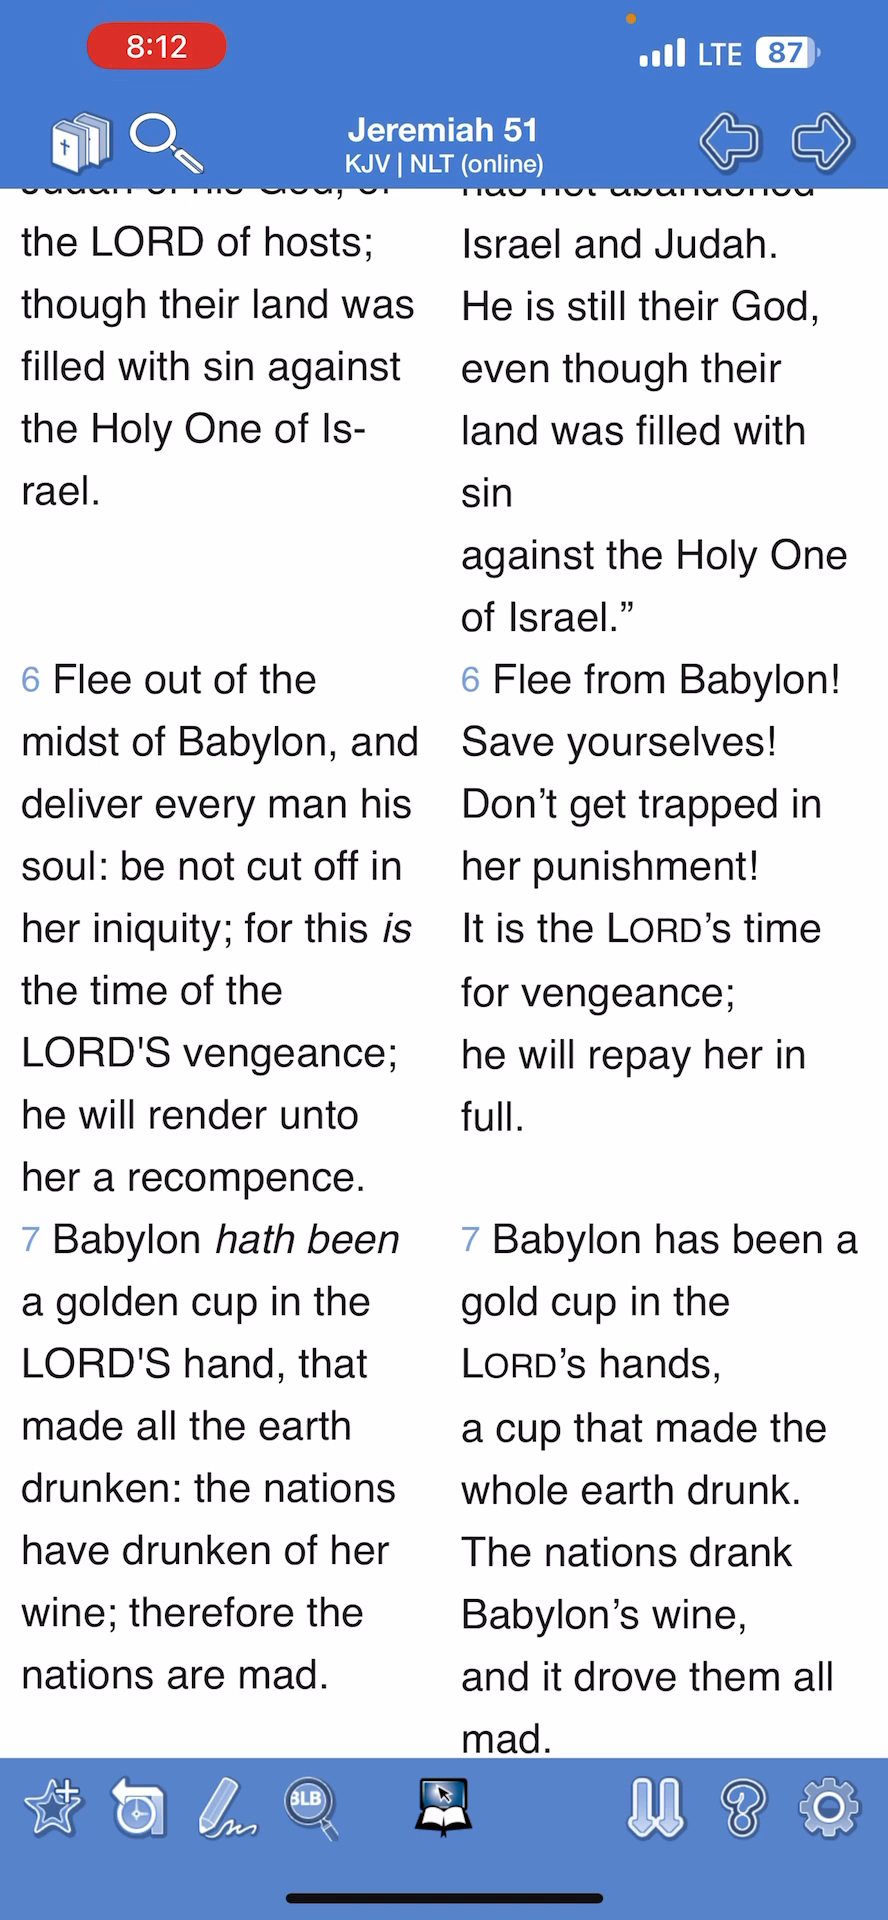 8:12
LTE 87
Jeremiah 51
KJV | NLT (online)
the LORD of hosts;
though their land was
filled with sin against
the Holy One of Is-
rael.
6 Flee out of the
midst of Babylon, and
deliver every man his
soul: be not cut off in
her iniquity; for this is
the time of the
LORD'S vengeance;
he will render unto
her a recompence.
7 Babylon hath been
a golden cup in the
LORD'S hand, that
made all the earth
drunken: the nations
have drunken of her
wine; therefore the
nations are mad.
has not abandoned
Israel and Judah.
He is still their God,
even though their
land was filled with
sin
against the Holy One
of Israel.”
6 Flee from Babylon!
Save yourselves!
Don’t get trapped in
her punishment!
It is the LORD’s time
for vengeance;
he will repay her in
full.
7 Babylon has been a
gold cup in the
LORD’s hands,
a cup that made the
whole earth drunk.
The nations drank
Babylon’s wine,
and it drove them all
mad.
BLB